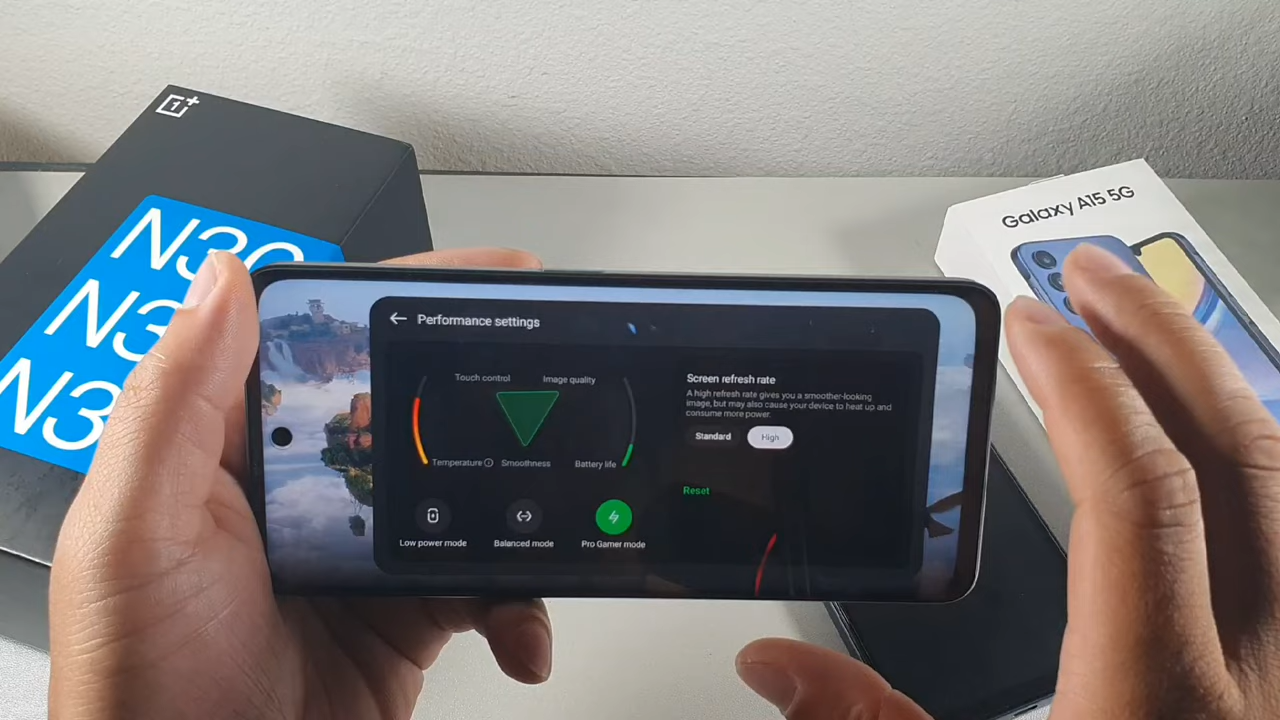 1+
N30
N3
N3
Galaxy A15 5G
Performance settings
Touch control
Image quality
Temperature
Smoothness
Battery life
Low power mode
Balanced mode
Pro Gamer mode
Screen refresh rate
A high refresh rate gives you a smoother-looking
image, but may also cause your device to heat up and
consume more power.
Standard
High
Reset